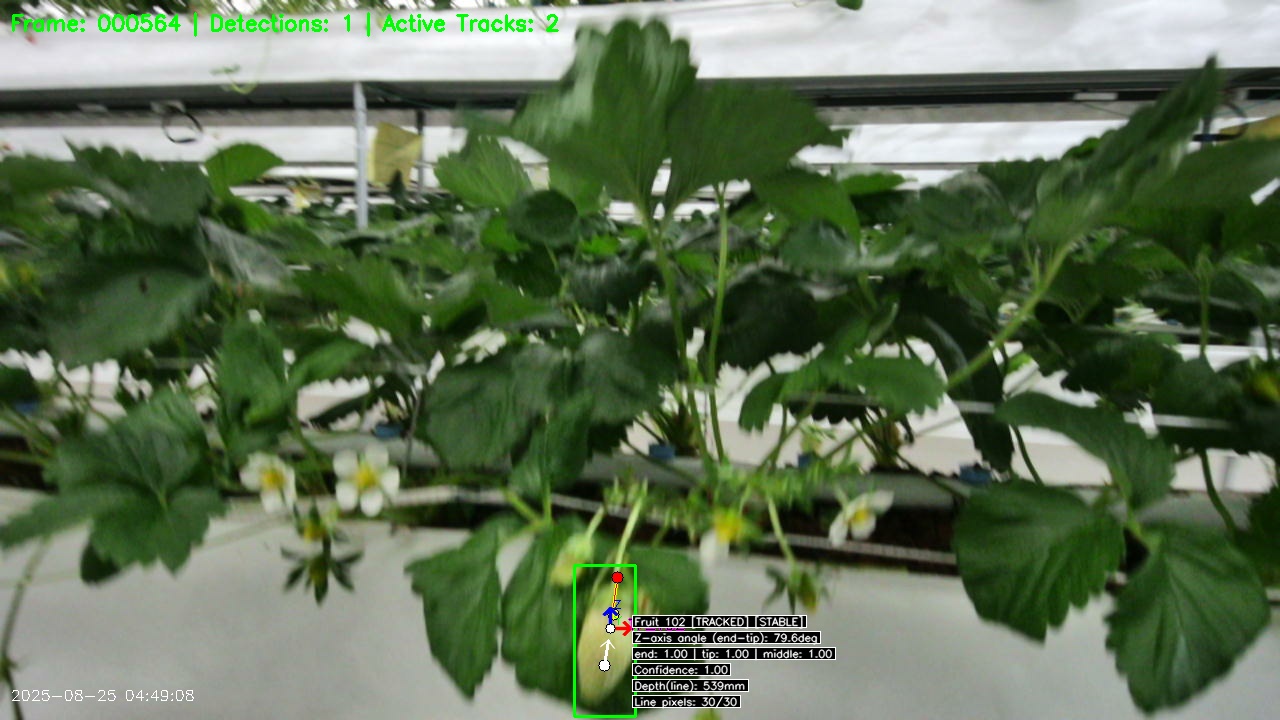 Frame: 000564 | Detections: 1 | Active Tracks: 2
Z
Fruit 102 [TRACKED] [STABLE]
Z-axis angle (end-tip): 79.6deg
end: 1.00 | tip: 1.00 | middle: 1.00
Confidence: 1.00
Depth(line): 539mm
Line pixels: 30/30
2025-08-25 04:49:08